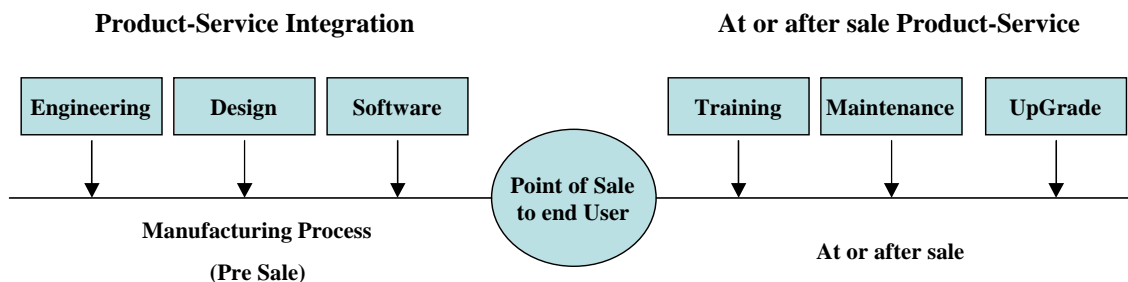 Product-Service Integration
At or after sale Product-Service
Engineering
Design
Software
Training
Maintenance
UpGrade
Point of Sale
to end User
Manufacturing Process
(Pre Sale)
At or after sale